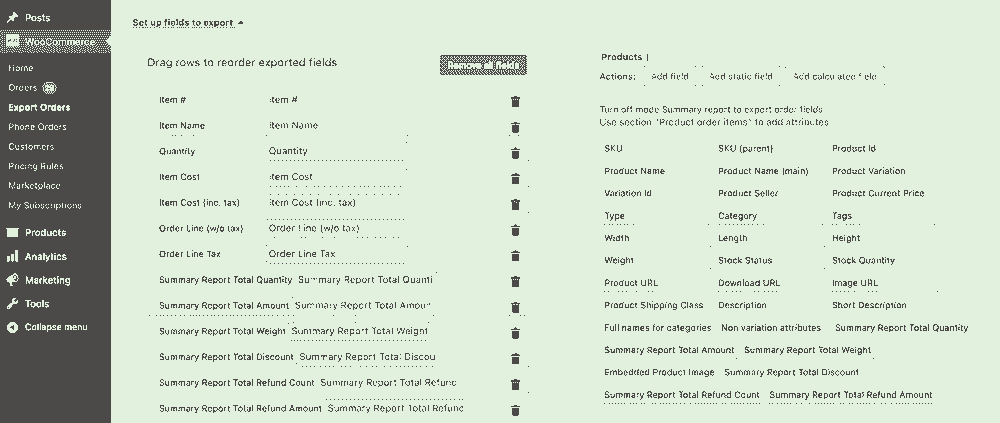 Posts
WooCommerce
Home
Orders
Export Orders
Phone Orders
Customers
Pricing Rules
Marketplace
My Subscriptions
Products
Analytics
Marketing
Tools
Collapse menu
Set up fields to export
Drag rows to reorder exported fields
Remove all fields
Item # Item #
Item Name Item Name
Quantity Quantity
Item Cost Item Cost
Item Cost (inc. tax) Item Cost (inc. tax)
Order Line (w/o tax) Order Line (w/o tax)
Order Line Tax Order Line Tax
Summary Report Total Quantity Summary Report Total Quanti
Summary Report Total Amount Summary Report Total Amour
Summary Report Total Weight Summary Report Total Weight
Summary Report Total Discount Summary Report Total Discou
Summary Report Total Refund Count Summary Report Total Refund
Summary Report Total Refund Amount Summary Report Total Refund
Products |
Actions: Add field Add static field Add calculated field
Turn off mode Summary report to export order fields
Use section "Product order items" to add attributes
SKU SKU (parent) Product Id
Product Name Product Name (main) Product Variation
Variation Id Product Seller Product Current Price
Type Category Tags
Width Length Height
Weight Stock Status Stock Quantity
Product URL Download URL Image URL
Product Shipping Class Description Short Description
Full names for categories Non variation attributes Summary Report Total Quantity
Summary Report Total Amount Summary Report Total Weight
Embedded Product Image Summary Report Total Discount
Summary Report Total Refund Count Summary Report Total Refund Amount